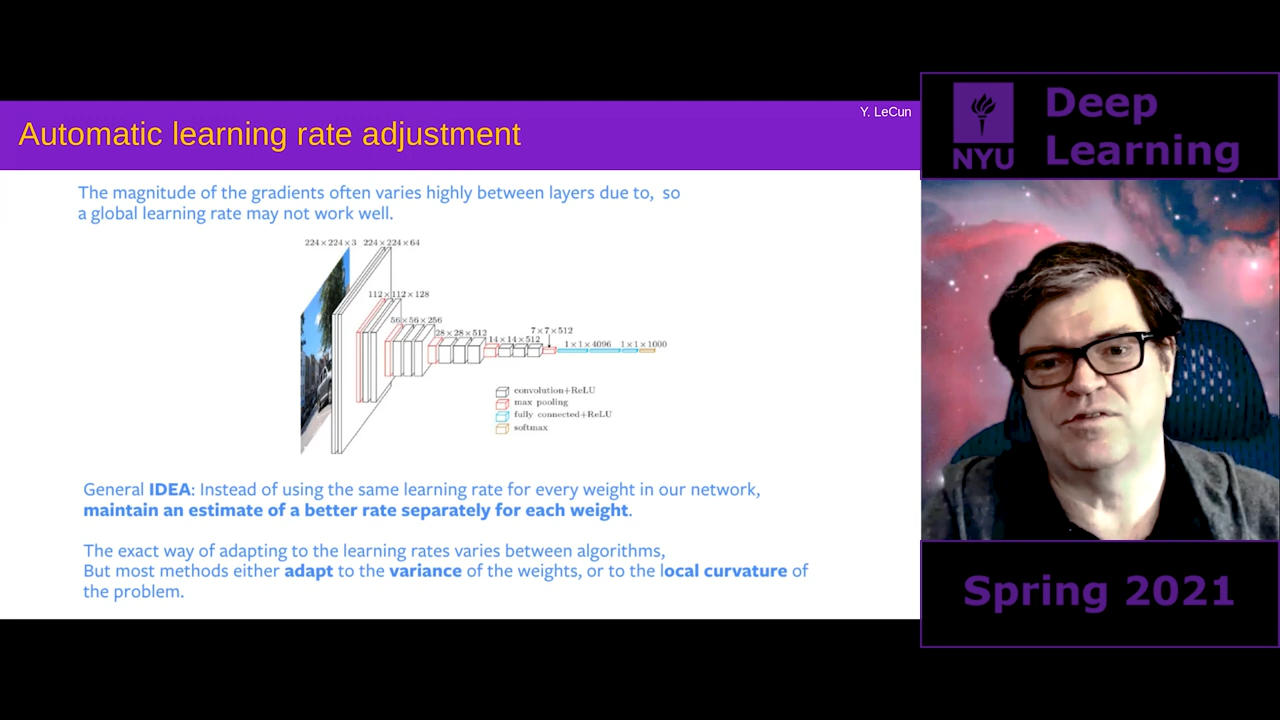 Y. LeCun
Automatic learning rate adjustment
The magnitude of the gradients often varies highly between layers due to, so
a global learning rate may not work well.
224×224×3 224×224×64
112×112×128
56×56×256
28×28×512
14×14×512
7×7×512
1×1×4096 1×1×1000
convolution+ReLU
max pooling
fully connected+ReLU
softmax
General IDEA: Instead of using the same learning rate for every weight in our network,
maintain an estimate of a better rate separately for each weight.
The exact way of adapting to the learning rates varies between algorithms,
But most methods either adapt to the variance of the weights, or to the local curvature of
the problem.
NYU
Deep
Learning
Spring 2021